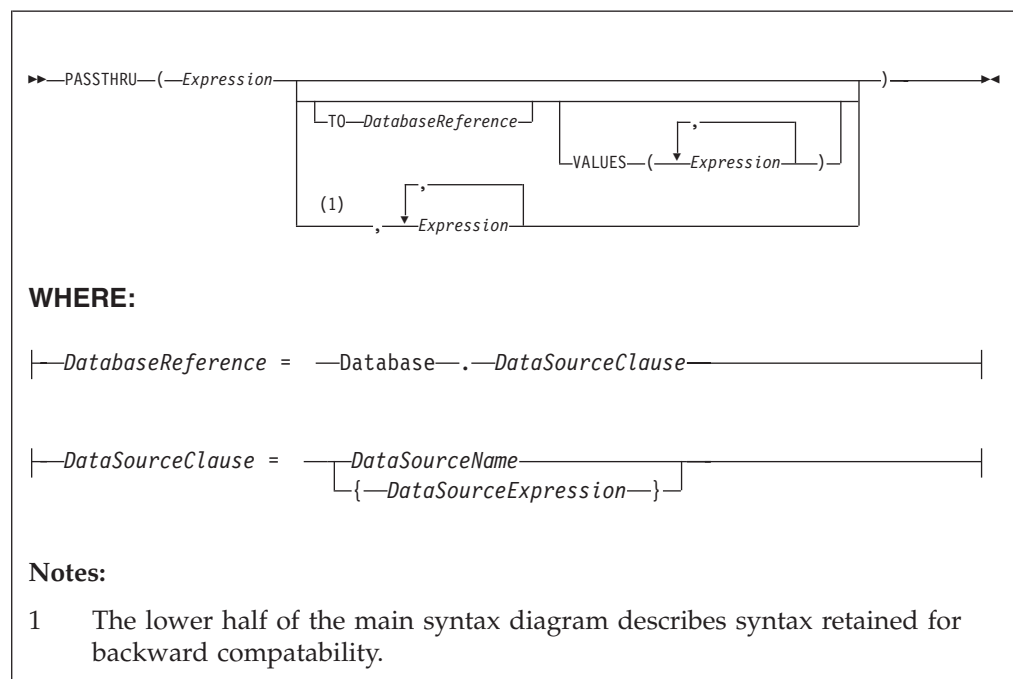 PASSTHRU ( Expression )
TO DatabaseReference
,
VALUES ( Expression )
(1) ,
, Expression
WHERE:
DatabaseReference = Database . DataSourceClause
DataSourceClause = DataSourceName
{ DataSourceExpression }
Notes:
1 The lower half of the main syntax diagram describes syntax retained for
backward compatability.